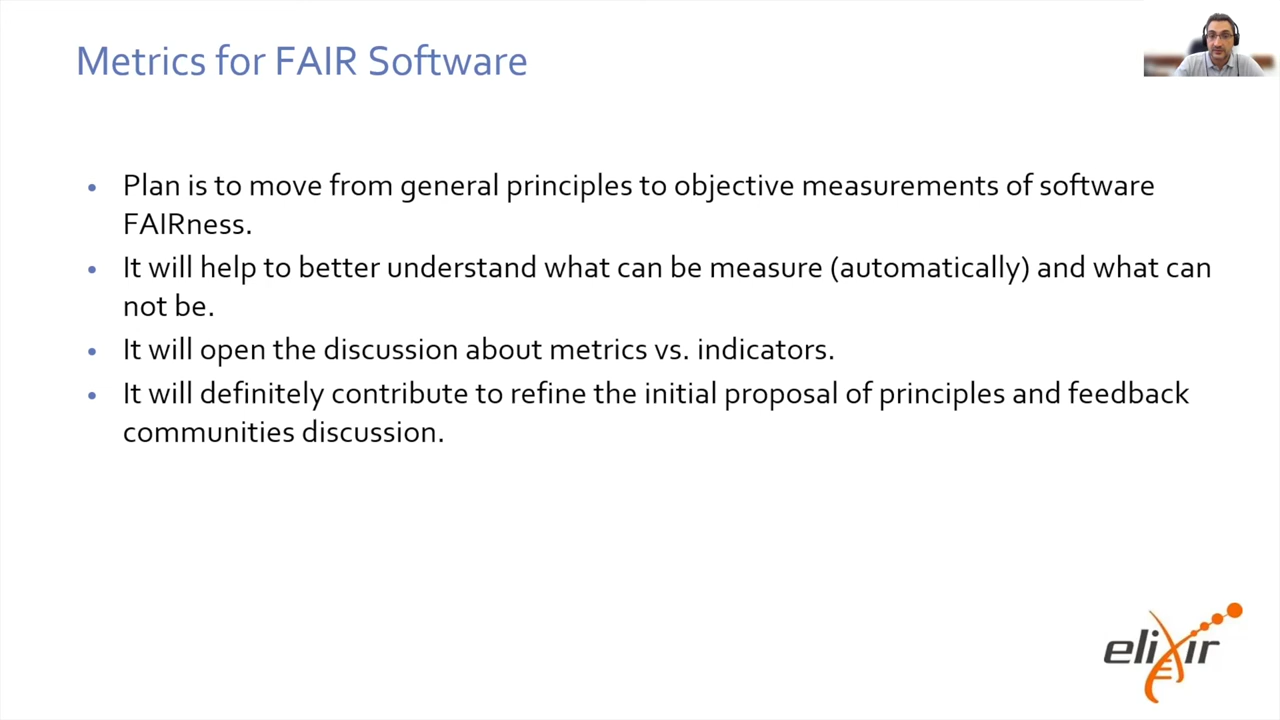 Metrics for FAIR Software
• Plan is to move from general principles to objective measurements of software
FAIRness.
• It will help to better understand what can be measure (automatically) and what can
not be.
• It will open the discussion about metrics vs. indicators.
• It will definitely contribute to refine the initial proposal of principles and feedback
communities discussion.
elixir